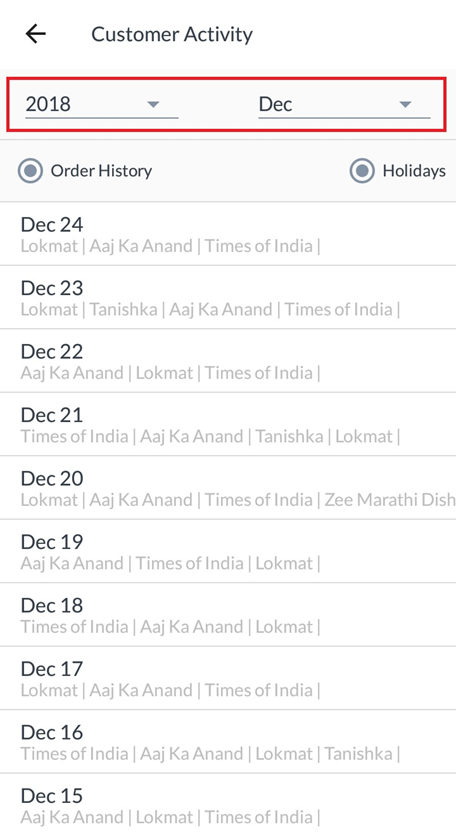 Customer Activity
2018 Dec
Order History Holidays
Dec 24
Lokmat | Aaj Ka Anand | Times of India |
Dec 23
Lokmat | Tanishka | Aaj Ka Anand | Times of India |
Dec 22
Aaj Ka Anand | Lokmat | Times of India |
Dec 21
Times of India | Aaj Ka Anand | Tanishka | Lokmat |
Dec 20
Lokmat | Aaj Ka Anand | Times of India | Zee Marathi Dish
Dec 19
Aaj Ka Anand | Times of India | Lokmat |
Dec 18
Times of India | Aaj Ka Anand | Lokmat |
Dec 17
Lokmat | Aaj Ka Anand | Times of India |
Dec 16
Times of India | Aaj Ka Anand | Lokmat | Tanishka |
Dec 15
Aaj Ka Anand | Lokmat | Times of India |